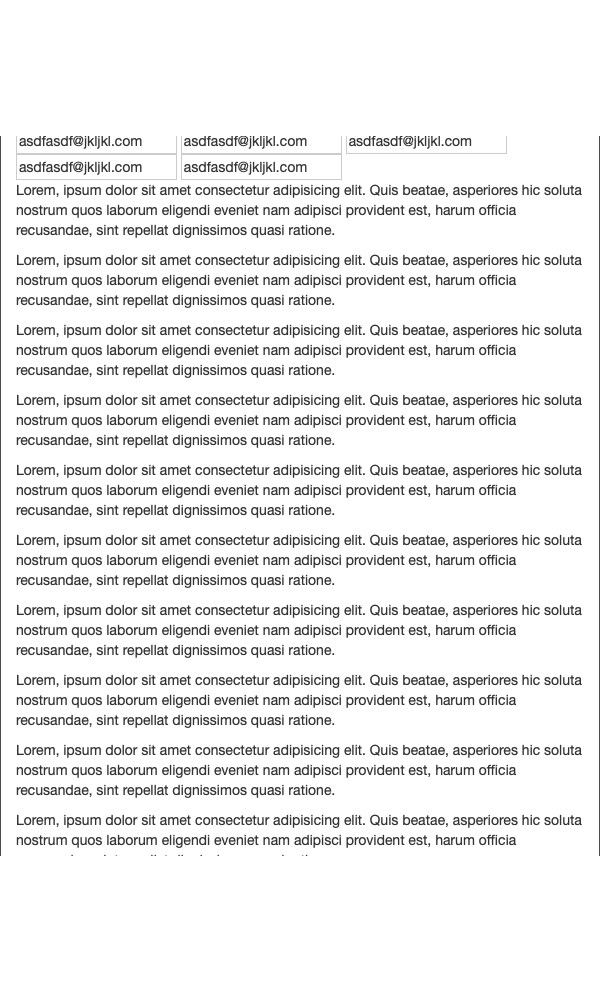 asdfasdf@jkljkl.com asdfasdf@jkljkl.com asdfasdf@jkljkl.com
asdfasdf@jkljkl.com asdfasdf@jkljkl.com
Lorem, ipsum dolor sit amet consectetur adipisicing elit. Quis beatae, asperiores hic soluta
nostrum quos laborum eligendi eveniet nam adipisci provident est, harum officia
recusandae, sint repellat dignissimos quasi ratione.
Lorem, ipsum dolor sit amet consectetur adipisicing elit. Quis beatae, asperiores hic soluta
nostrum quos laborum eligendi eveniet nam adipisci provident est, harum officia
recusandae, sint repellat dignissimos quasi ratione.
Lorem, ipsum dolor sit amet consectetur adipisicing elit. Quis beatae, asperiores hic soluta
nostrum quos laborum eligendi eveniet nam adipisci provident est, harum officia
recusandae, sint repellat dignissimos quasi ratione.
Lorem, ipsum dolor sit amet consectetur adipisicing elit. Quis beatae, asperiores hic soluta
nostrum quos laborum eligendi eveniet nam adipisci provident est, harum officia
recusandae, sint repellat dignissimos quasi ratione.
Lorem, ipsum dolor sit amet consectetur adipisicing elit. Quis beatae, asperiores hic soluta
nostrum quos laborum eligendi eveniet nam adipisci provident est, harum officia
recusandae, sint repellat dignissimos quasi ratione.
Lorem, ipsum dolor sit amet consectetur adipisicing elit. Quis beatae, asperiores hic soluta
nostrum quos laborum eligendi eveniet nam adipisci provident est, harum officia
recusandae, sint repellat dignissimos quasi ratione.
Lorem, ipsum dolor sit amet consectetur adipisicing elit. Quis beatae, asperiores hic soluta
nostrum quos laborum eligendi eveniet nam adipisci provident est, harum officia
recusandae, sint repellat dignissimos quasi ratione.
Lorem, ipsum dolor sit amet consectetur adipisicing elit. Quis beatae, asperiores hic soluta
nostrum quos laborum eligendi eveniet nam adipisci provident est, harum officia
recusandae, sint repellat dignissimos quasi ratione.
Lorem, ipsum dolor sit amet consectetur adipisicing elit. Quis beatae, asperiores hic soluta
nostrum quos laborum eligendi eveniet nam adipisci provident est, harum officia
recusandae, sint repellat dignissimos quasi ratione.
Lorem, ipsum dolor sit amet consectetur adipisicing elit. Quis beatae, asperiores hic soluta
nostrum quos laborum eligendi eveniet nam adipisci provident est, harum officia